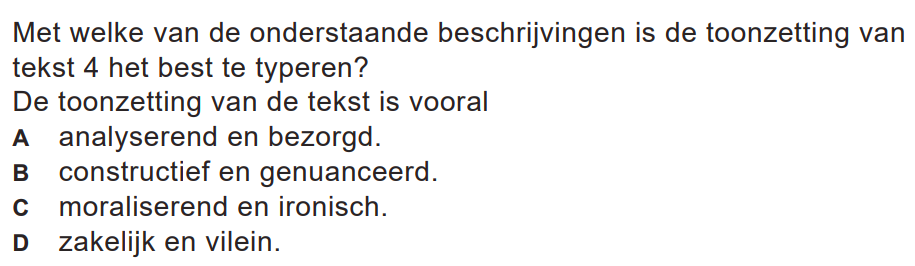 Met welke van de onderstaande beschrijvingen is de toonzetting van
tekst 4 het best te typeren?
De toonzetting van de tekst is vooral
A analyserend en bezorgd.
B constructief en genuanceerd.
C moraliserend en ironisch.
D zakelijk en vilein.